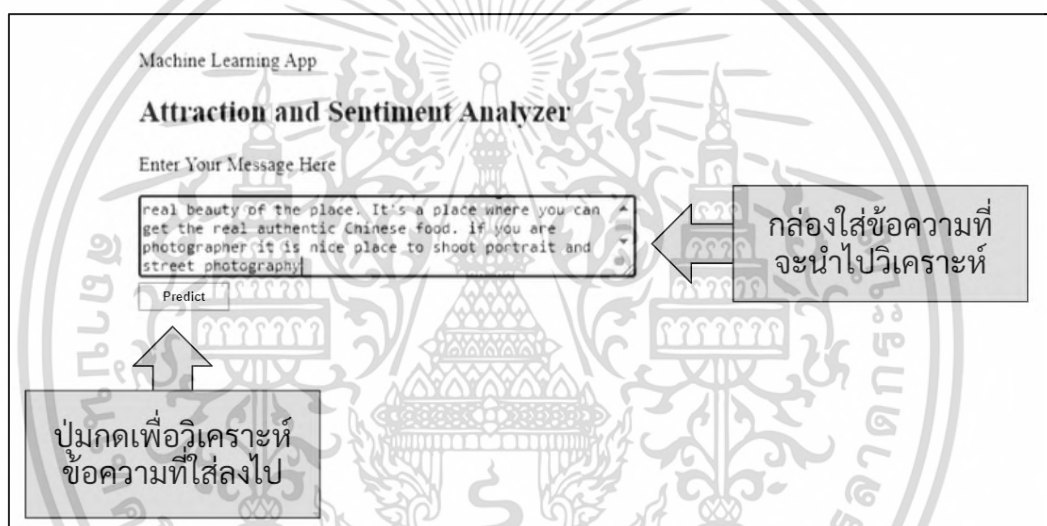 Machine Learning App
Attraction and Sentiment Analyzer
Enter Your Message Here
real beauty of the place. It's a place where you can
get the real authentic Chinese food. if you are
photographer it is nice place to shoot portrait and
street photography
กล่องใส่ข้อความที่
จะนำไปวิเคราะห์
Predict
ปุ่มกดเพื่อวิเคราะห์
ข้อความที่ใส่ลงไป